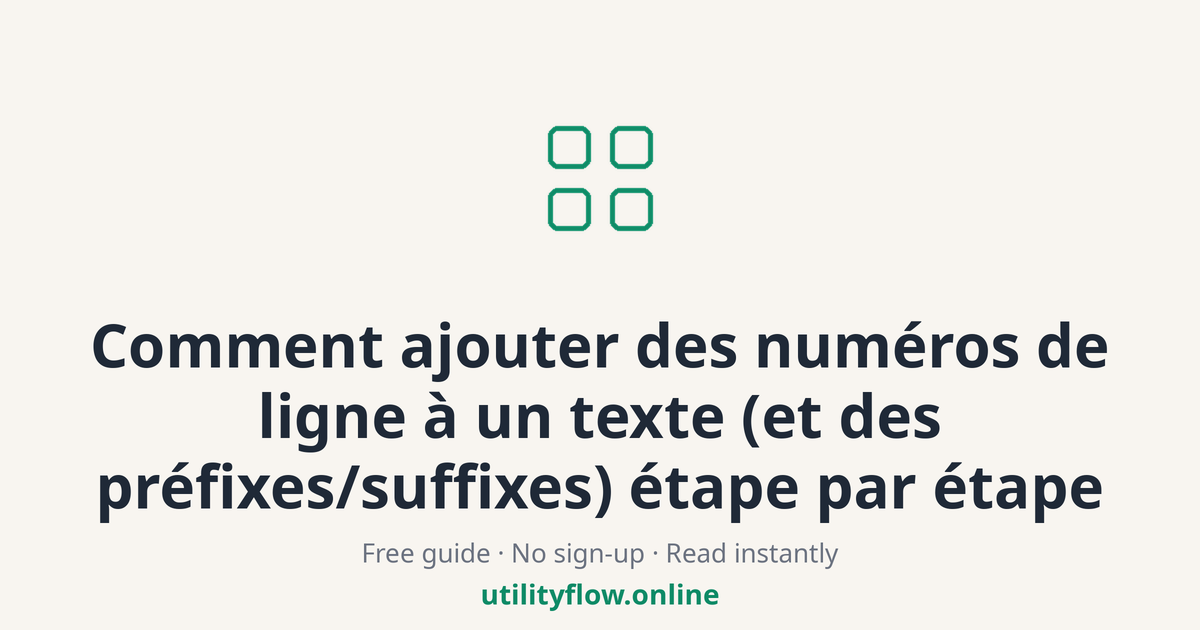 Comment ajouter des numéros de
ligne à un texte (et des
préfixes/suffixes) étape par étape
Free guide · No sign-up · Read instantly
utilityflow.online